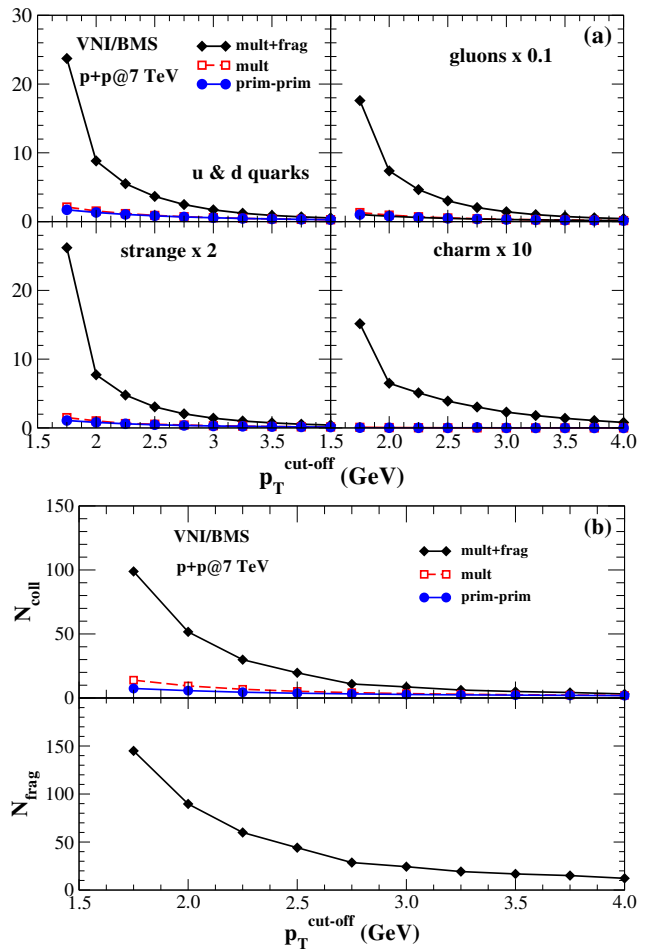 30
VNI/BMS
mult+frag
(a)
p+p@7 TeV
mult
gluons x 0.1
prim-prim
20
10
u & d quarks
0
30
strange x 2
charm x 10
20
10
0
1.5 2 2.5 3 3.5 1.5 2.0 2.5 3.0 3.5 4.0
p_T^cut-off (GeV)
150
VNI/BMS
(b)
mult+frag
p+p@7 TeV
mult
100
prim-prim
N_coll
50
0
150
N_frag
100
50
0
1.5 2.0 2.5 3.0 3.5 4.0
p_T^cut-off (GeV)